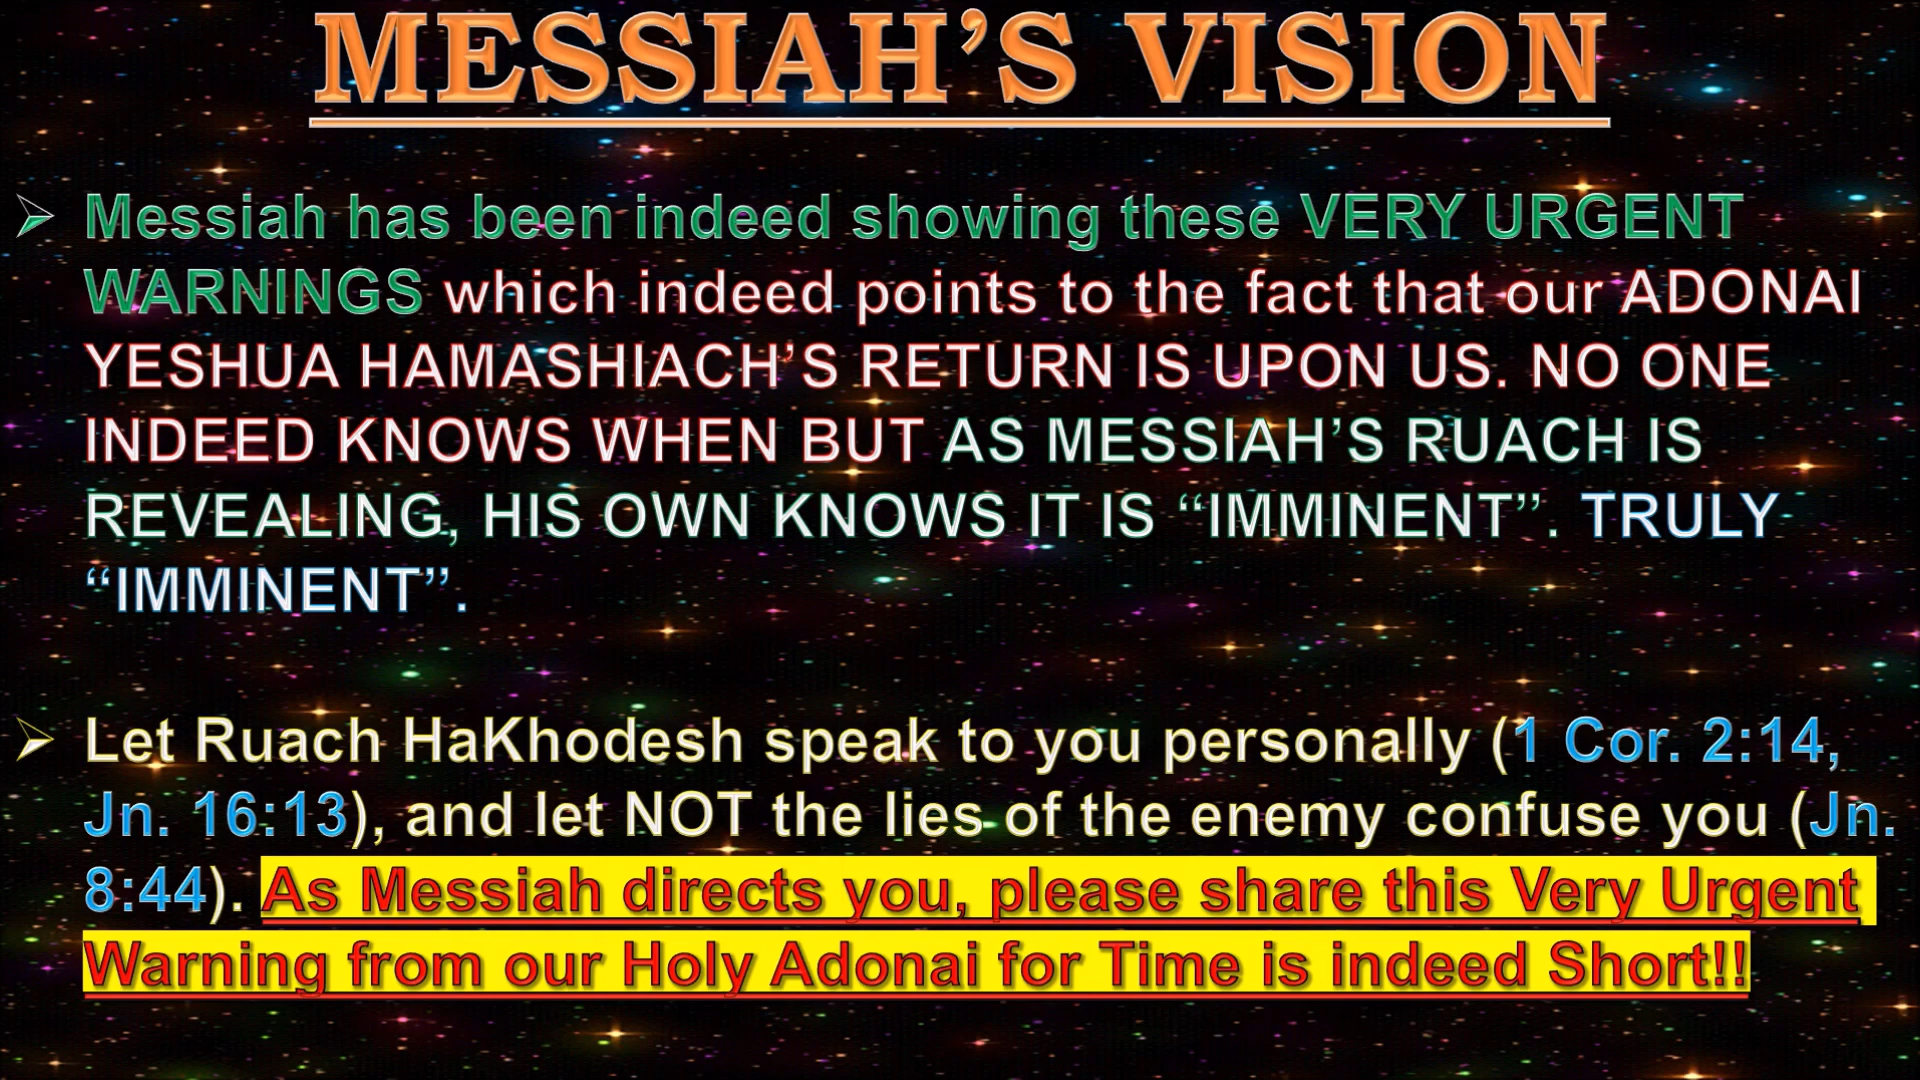 MESSIAH’S VISION
➢ Messiah has been indeed showing these VERY URGENT
WARNINGS which indeed points to the fact that our ADONAI
YESHUA HAMASHIACH’S RETURN IS UPON US. NO ONE
INDEED KNOWS WHEN BUT AS MESSIAH’S RUACH IS
REVEALING, HIS OWN KNOWS IT IS “IMMINENT”. TRULY
“IMMINENT”.
➢ Let Ruach HaKhodesh speak to you personally (1 Cor. 2:14,
Jn. 16:13), and let NOT the lies of the enemy confuse you (Jn.
8:44). As Messiah directs you, please share this Very Urgent
Warning from our Holy Adonai for Time is indeed Short!!